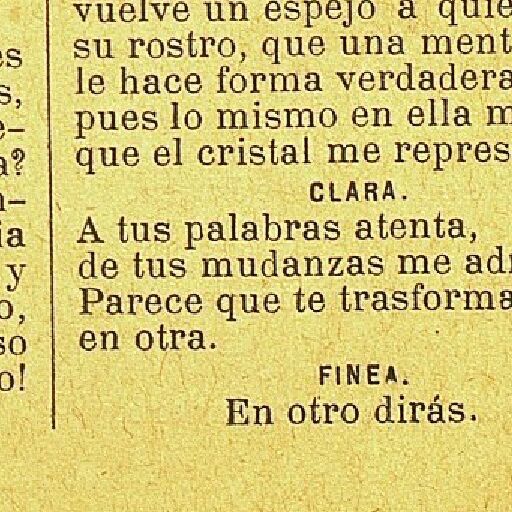 es
s,
e-
a?
n-
ia
y
o,
so
o!
vuelve un espejo a quie
su rostro, que una ment
le hace forma verdadera
pues lo mismo en ella m
que el cristal me repres
CLARA.
A tus palabras atenta,
de tus mudanzas me adm
Parece que te trasforma
en otra.
FINEA.
En otro dirás.